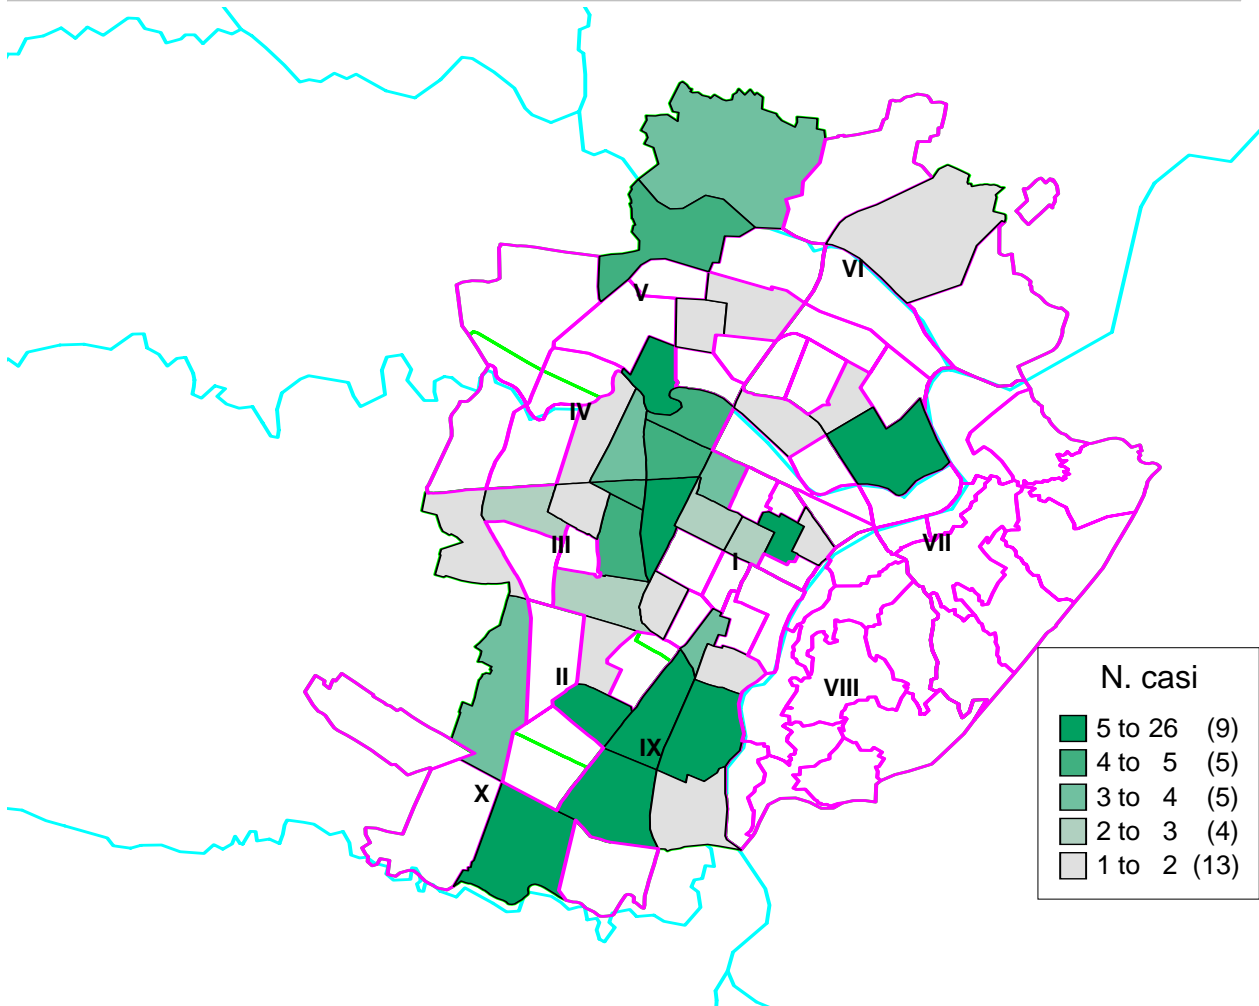 VI
V
IV
III
I
VII
II
VIII
IX
X
N. casi
5 to 26 (9)
4 to 5 (5)
3 to 4 (5)
2 to 3 (4)
1 to 2 (13)